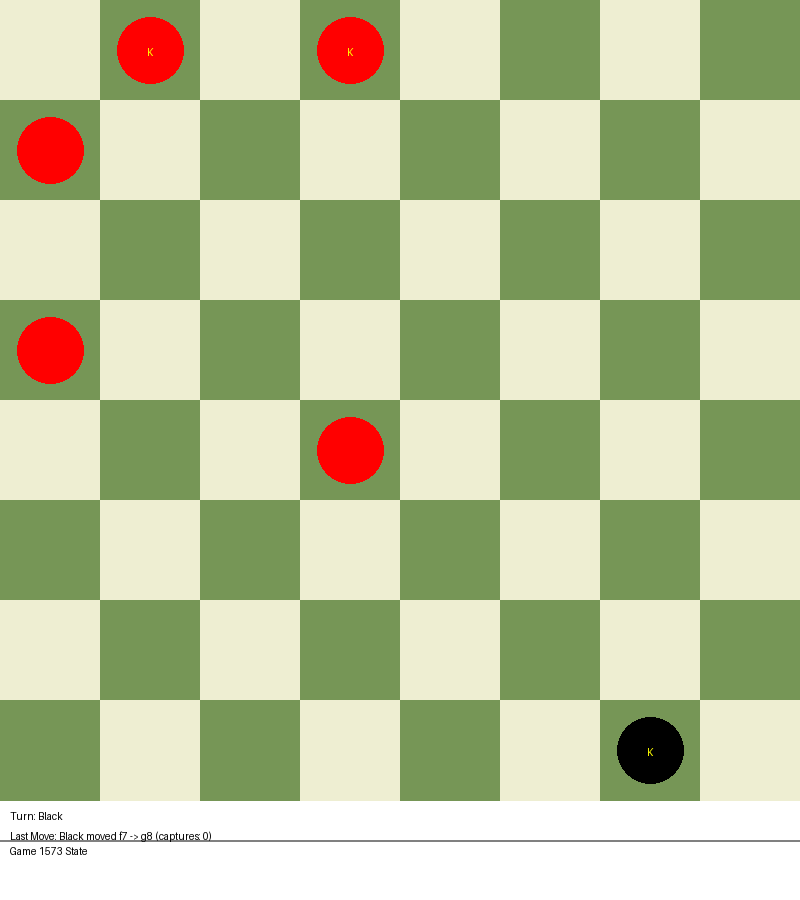 K K
K
Turn: Black
Last Move: Black moved f7 -> g8 (captures: 0)
Game 1573 State